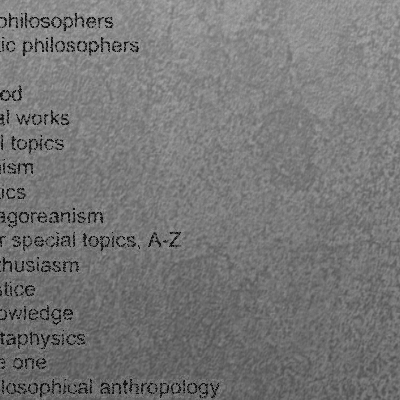 philosophers
ic philosophers
od
al works
l topics
ism
ics
agoreanism
r special topics, A-Z
thusiasm
stice
owledge
taphysics
e one
losophical anthropology